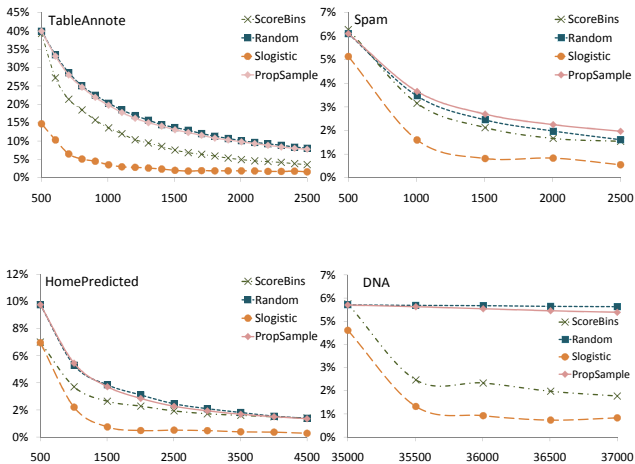 TableAnnote
45%
40%
35%
30%
25%
20%
15%
10%
5%
0%
500 1000 1500 2000 2500
ScoreBins
Random
Slogistic
PropSample
Spam
7%
6%
5%
4%
3%
2%
1%
0%
500 1000 1500 2000 2500
ScoreBins
Random
Slogistic
PropSample
HomePredicted
12%
10%
8%
6%
4%
2%
0%
500 1500 2500 3500 4500
ScoreBins
Random
Slogistic
PropSample
DNA
7%
6%
5%
4%
3%
2%
1%
0%
35000 35500 36000 36500 37000
ScoreBins
Random
Slogistic
PropSample